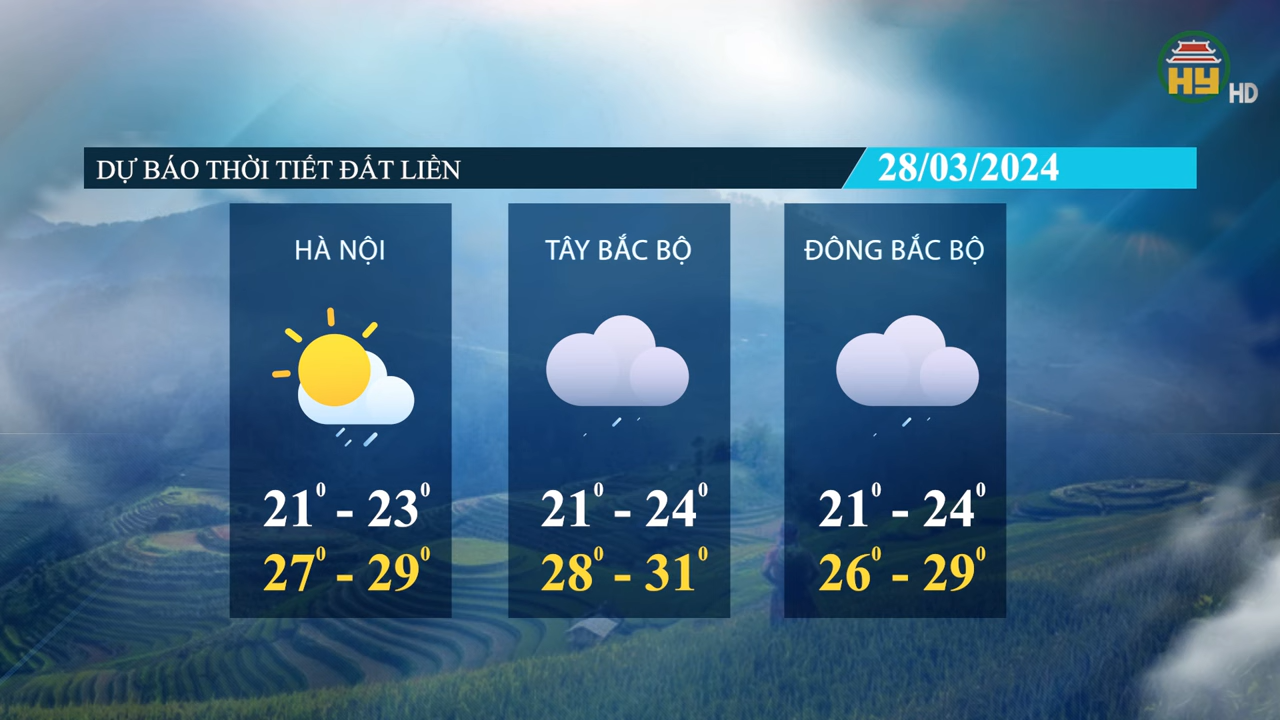 HY HD
DỰ BÁO THỜI TIẾT ĐẤT LIỀN 28/03/2024
HÀ NỘI
21⁰ - 23⁰
27⁰ - 29⁰
TÂY BẮC BỘ
21⁰ - 24⁰
28⁰ - 31⁰
ĐÔNG BẮC BỘ
21⁰ - 24⁰
26⁰ - 29⁰